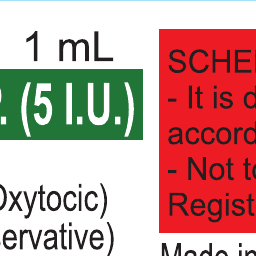 1 mL
. (5 I.U.)
Oxytocic)
ervative)
SCHE
- It is d
accord
- Not to
Regist
Made in